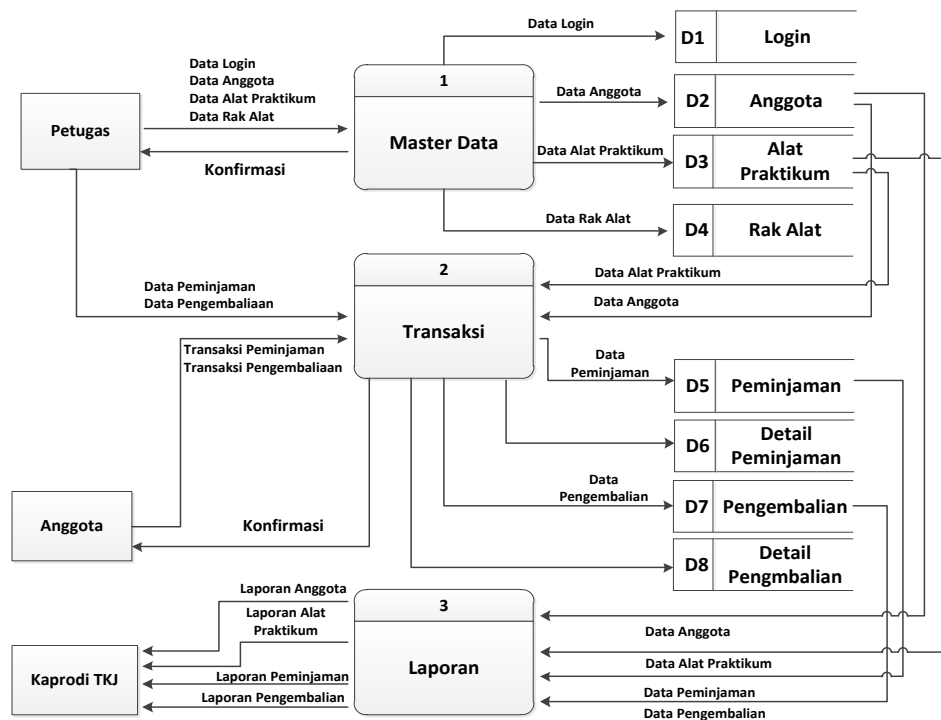 Data Login
D1
Login
Data Login
Data Anggota
Data Alat Praktikum
Data Rak Alat
1
Master Data
Data Anggota
D2
Anggota
Petugas
Konfirmasi
Data Alat Praktikum
D3
Alat
Praktikum
Data Rak Alat
D4
Rak Alat
2
Transaksi
Data Alat Praktikum
Data Anggota
Data Peminjaman
Data Pengembaliaan
Transaksi Peminjaman
Transaksi Pengembaliaan
Data
Peminjaman
D5
Peminjaman
D6
Detail
Peminjaman
Data
Pengembalian
D7
Pengembalian
Anggota
Konfirmasi
D8
Detail
Pengmbalian
Laporan Anggota
Laporan Alat
Praktikum
3
Laporan
Data Anggota
Kaprodi TKJ
Laporan Peminjaman
Laporan Pengembalian
Data Alat Praktikum
Data Peminjaman
Data Pengembalian